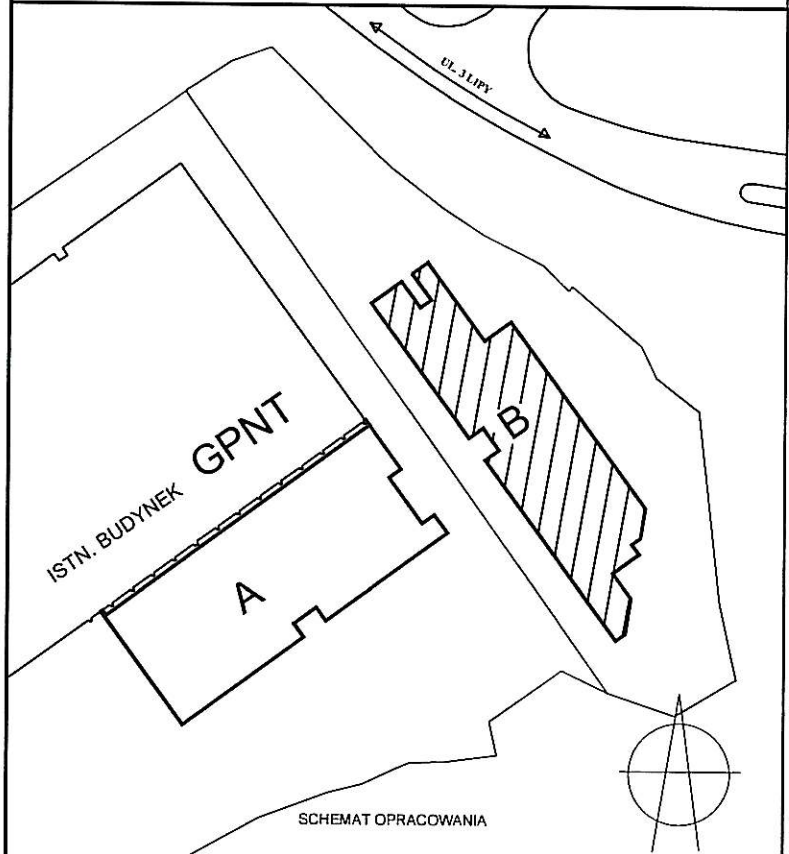 UL. 3 LIPY
B
ISTN. BUDYNEK GPNT
A
SCHEMAT OPRACOWANIA